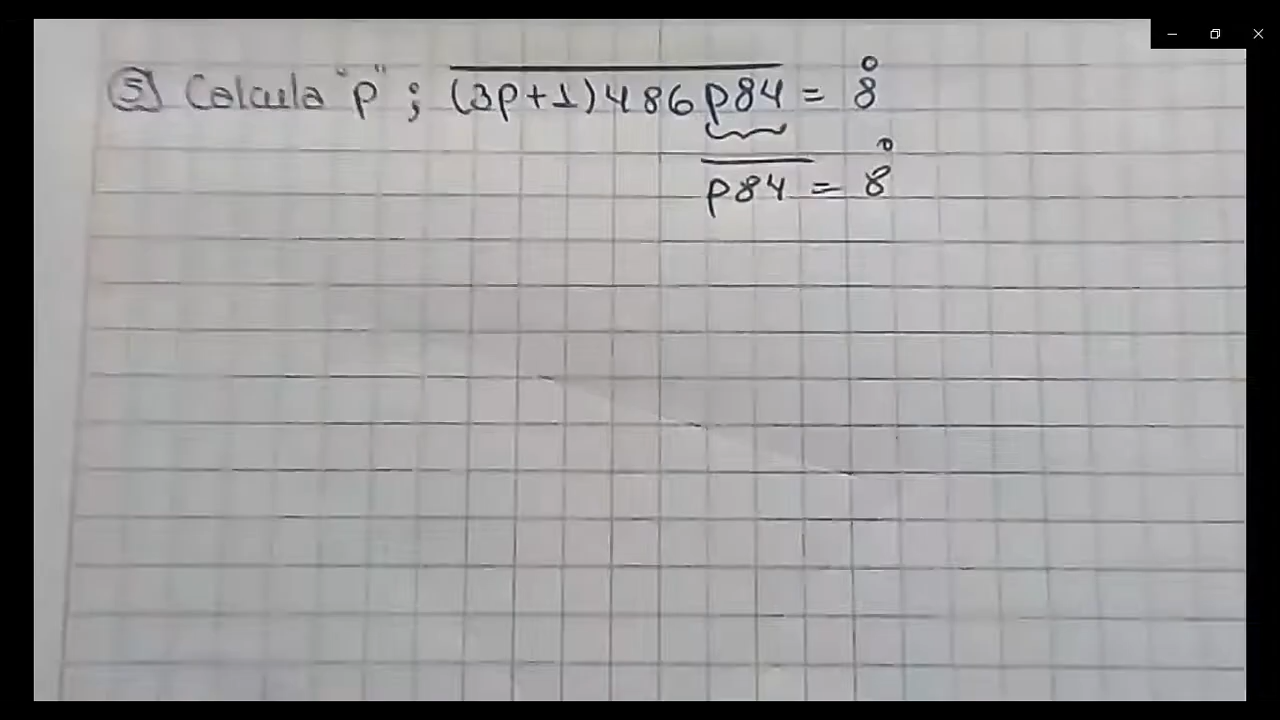 5 Calcula "p" ; (3p+1)486p84 = 8̊
p84 = 8̊